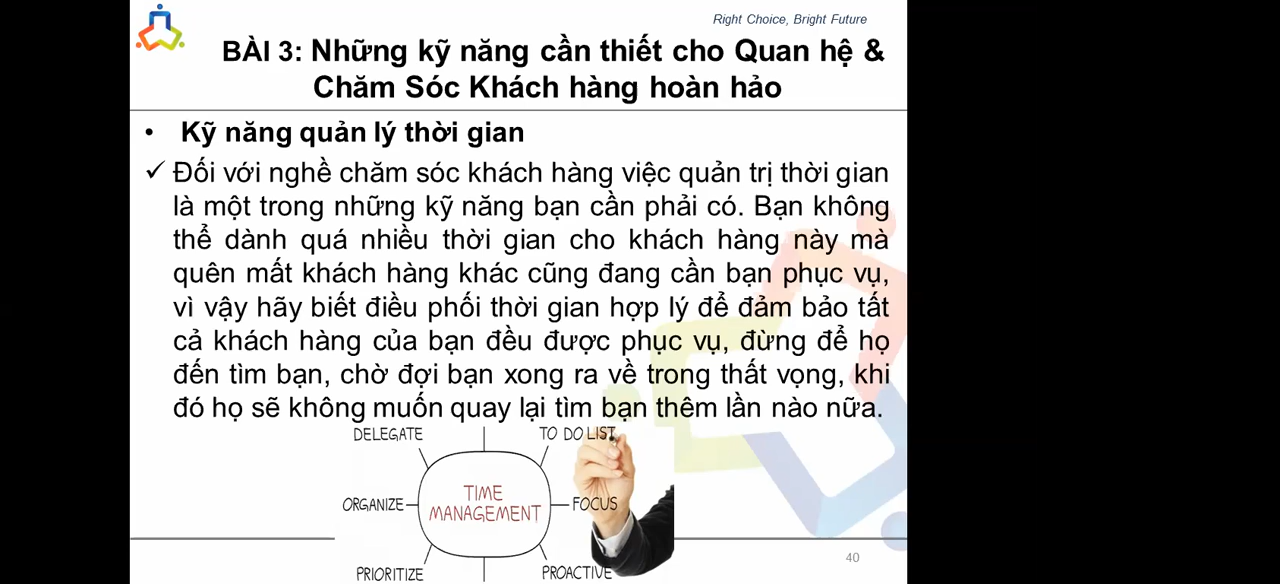 Right Choice, Bright Future
BÀI 3: Những kỹ năng cần thiết cho Quan hệ &
Chăm Sóc Khách hàng hoàn hảo
• Kỹ năng quản lý thời gian
✓ Đối với nghề chăm sóc khách hàng việc quản trị thời gian
là một trong những kỹ năng bạn cần phải có. Bạn không
thể dành quá nhiều thời gian cho khách hàng này mà
quên mất khách hàng khác cũng đang cần bạn phục vụ,
vì vậy hãy biết điều phối thời gian hợp lý để đảm bảo tất
cả khách hàng của bạn đều được phục vụ, đừng để họ
đến tìm bạn, chờ đợi bạn xong ra về trong thất vọng, khi
đó họ sẽ không muốn quay lại tìm bạn thêm lần nào nữa.
DELEGATE
TO DO LIST
ORGANIZE
TIME
MANAGEMENT
FOCUS
PRIORITIZE
PROACTIVE
40